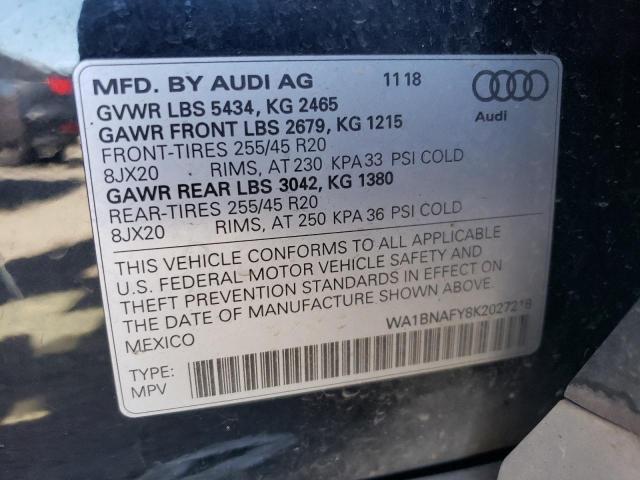 MFD. BY AUDI AG 11 18
GVWR LBS 5434, KG 2465
GAWR FRONT LBS 2679, KG 1215
FRONT-TIRES 255/45 R20
8JX20 RIMS, AT 230 KPA 33 PSI COLD
GAWR REAR LBS 3042, KG 1380
REAR-TIRES 255/45 R20
8JX20 RIMS, AT 250 KPA 36 PSI COLD
Audi
THIS VEHICLE CONFORMS TO ALL APPLICABLE
U.S. FEDERAL MOTOR VEHICLE SAFETY AND
THEFT PREVENTION STANDARDS IN EFFECT ON
THE DATE OF MANUFACTURE SHOWN ABOVE.
MEXICO WA1BNAFY8K2027218
TYPE:
MPV